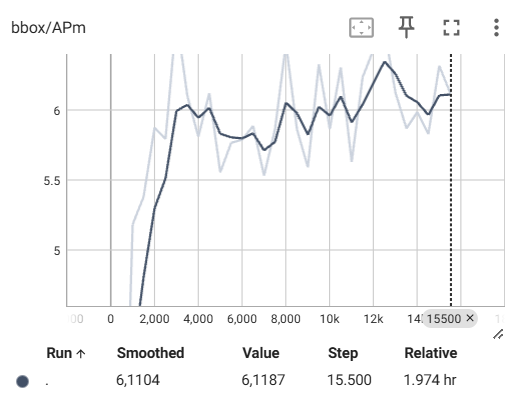 bbox/APm
6
5.5
5
0 2,000 4,000 6,000 8,000 10k 12k 15500 ×
Run ↑ Smoothed Value Step Relative
. 6,1104 6,1187 15.500 1.974 hr